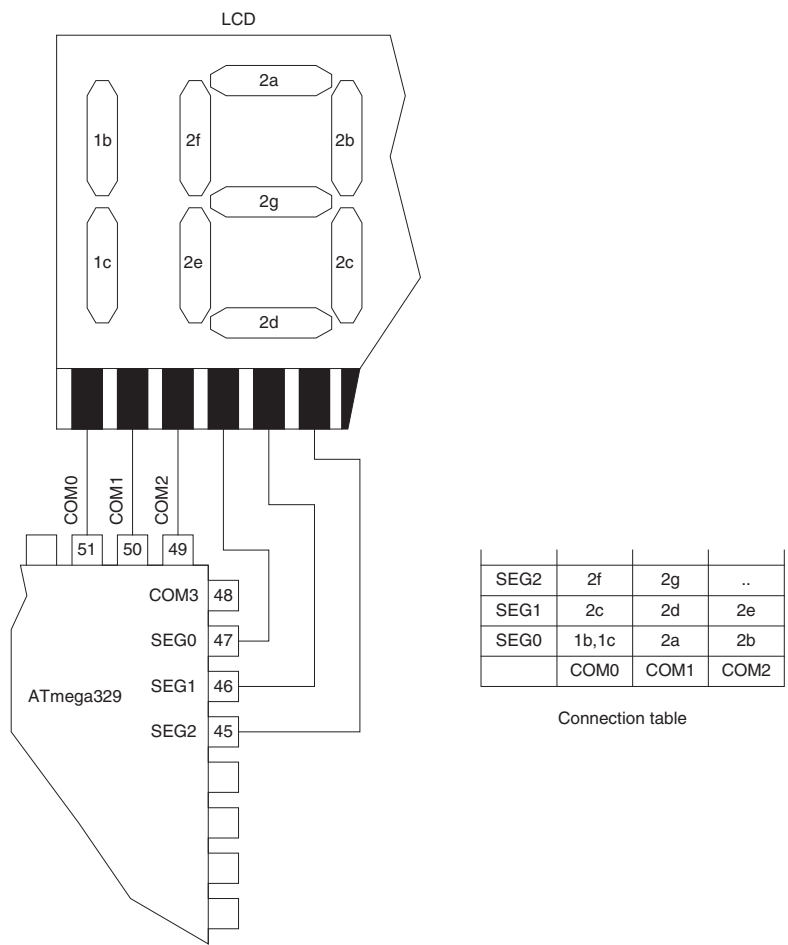 LCD
2a
1b 2f 2b
2g
1c 2e 2c
2d
COM0 COM1 COM2
51 50 49
COM3 48
SEG0 47
SEG1 46
ATmega329
SEG2 45
SEG2 2f 2g ..
SEG1 2c 2d 2e
SEG0 1b,1c 2a 2b
COM0 COM1 COM2
Connection table